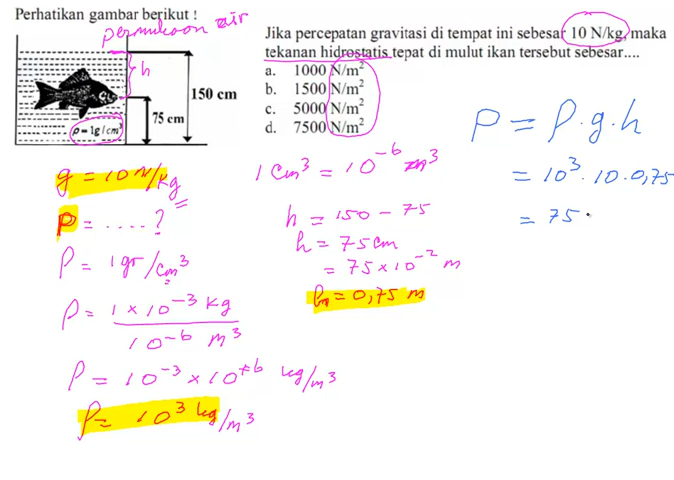 Perhatikan gambar berikut !
permukaan air
h
150 cm
75 cm
ρ=1g/cm³
Jika percepatan gravitasi di tempat ini sebesar 10 N/kg, maka
tekanan hidrostatis tepat di mulut ikan tersebut sebesar....
a. 1000 N/m²
b. 1500 N/m²
c. 5000 N/m²
d. 7500 N/m²
g = 10 N/kg
P = .... ?
ρ = 1 gr/cm³
ρ = 1 × 10⁻³ kg
10⁻⁶ m³
ρ = 10⁻³ × 10⁺⁶ kg/m³
ρ = 10³ kg/m³
1 cm³ = 10⁻⁶ m³
h = 150 - 75
h = 75 cm
= 75 × 10⁻² m
h = 0,75 m
P = ρ . g . h
= 10³ . 10 . 0,75
= 75